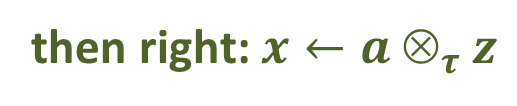 then right: x ← a ⊗τ z